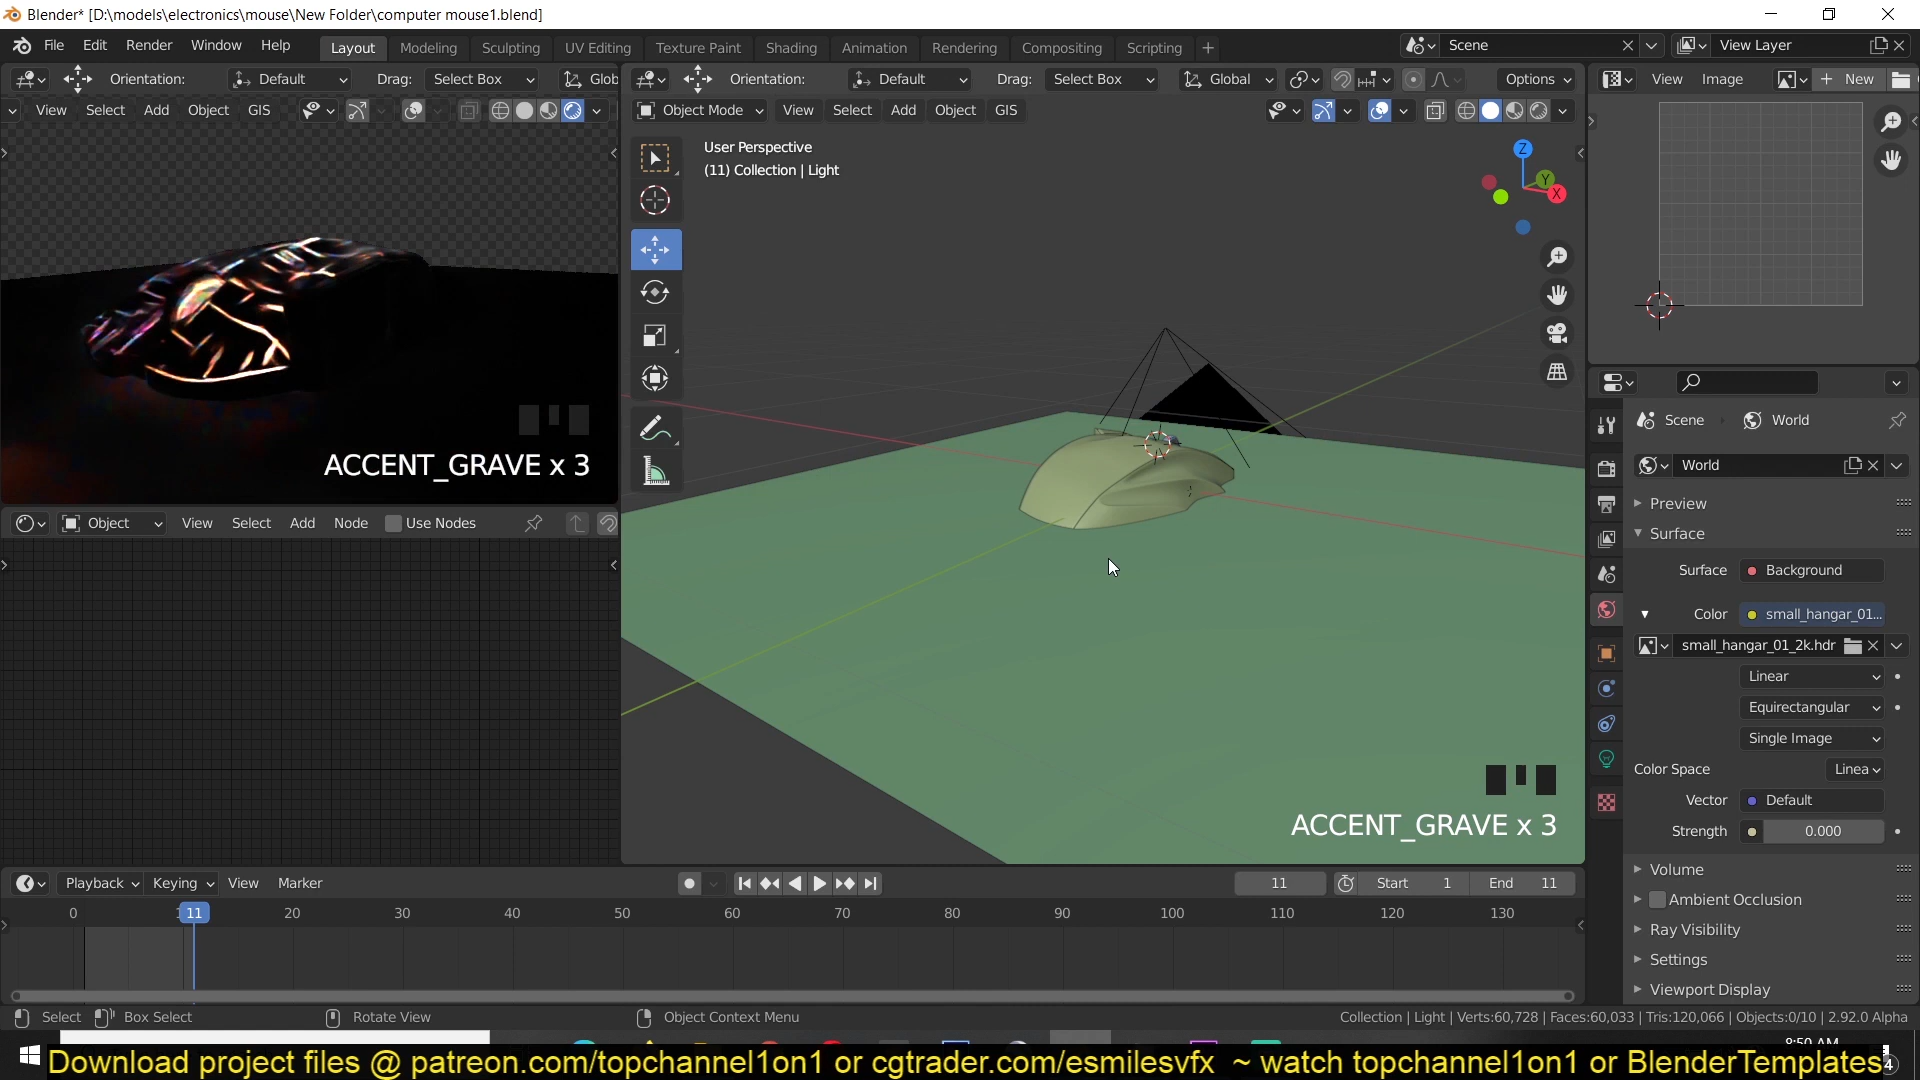 Blender* [D:\models\electronics\mouse\New Folder\computer mouse1.blend]
File Edit Render Window Help Layout Modeling Sculpting UV Editing Texture Paint Shading Animation Rendering Compositing Scripting + Scene View Layer
Orientation: Default Drag: Select Box Glob
Orientation: Default Drag: Select Box Global Options
View Image New
View Select Add Object GIS
Object Mode View Select Add Object GIS
User Perspective
(11) Collection | Light
Z
Y
X
ACCENT_GRAVE x 3
Object View Select Add Node Use Nodes
ACCENT_GRAVE x 3
Scene World
World
Preview
Surface
Surface Background
Color small_hangar_01...
small_hangar_01_2k.hdr
Linear
Equirectangular
Single Image
Color Space Linea
Vector Default
Strength 0.000
Volume
Ambient Occlusion
Ray Visibility
Settings
Viewport Display
Playback Keying View Marker 11 Start 1 End 11
0 11 20 30 40 50 60 70 80 90 100 110 120 130
Select Box Select Rotate View Object Context Menu Collection | Light | Verts:60,728 | Faces:60,033 | Tris:120,066 | Objects:0/10 | 2.92.0 Alpha
Download project files @ patreon.com/topchannel1on1 or cgtrader.com/esmilesvfx ~ watch topchannel1on1 or BlenderTemplates